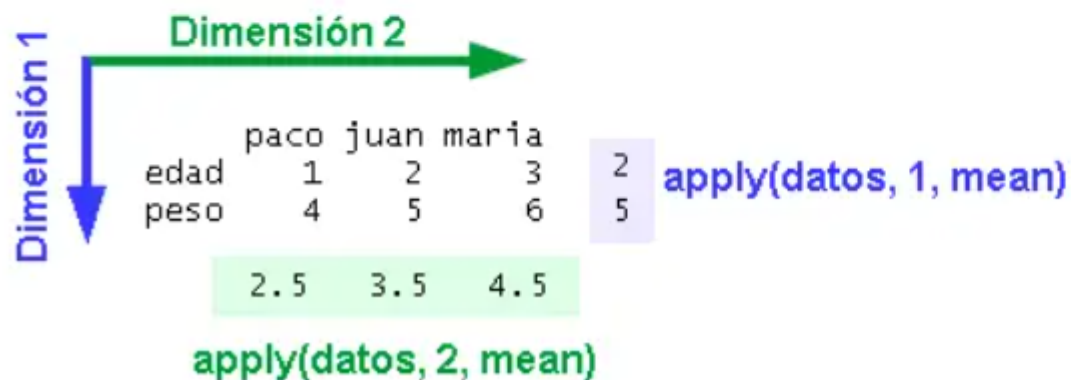 Dimensión 2
Dimensión 1
paco juan maria
edad 1 2 3 2
peso 4 5 6 5
apply(datos, 1, mean)
2.5 3.5 4.5
apply(datos, 2, mean)